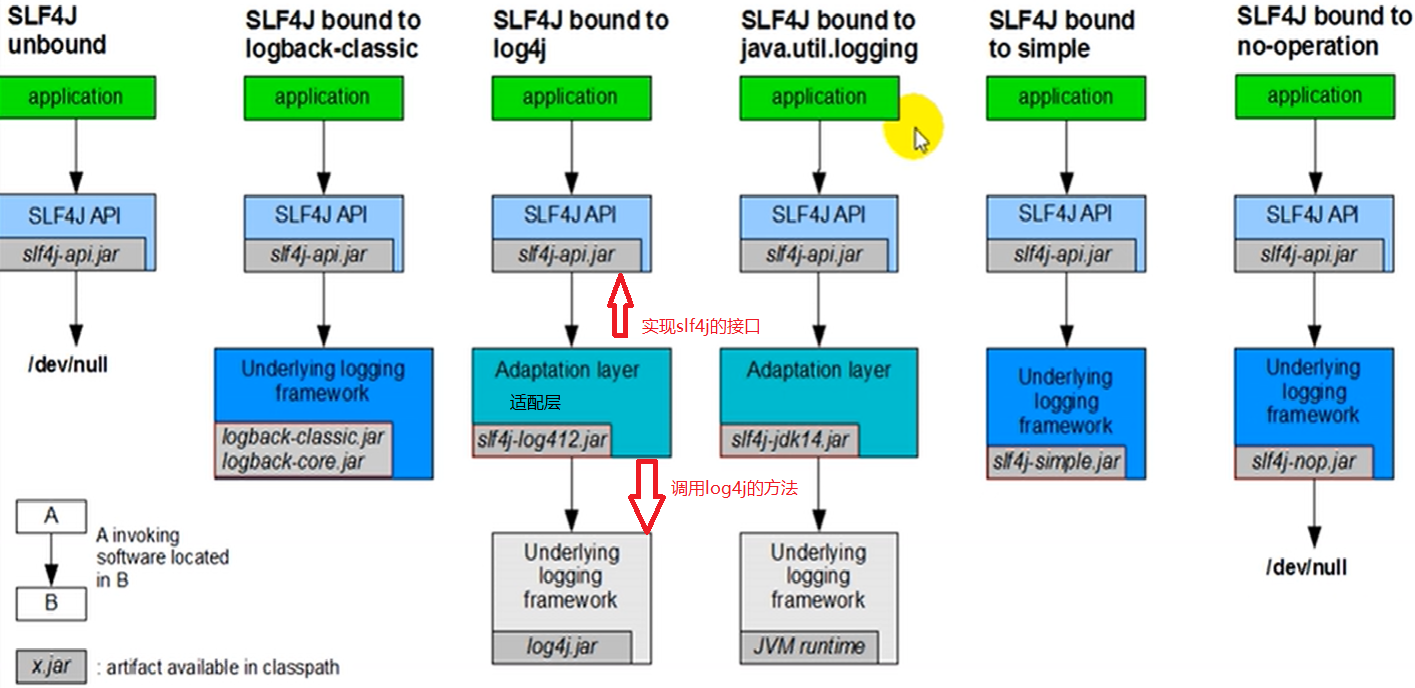 SLF4J
unbound
application
SLF4J API
slf4j-api.jar
/dev/null
SLF4J bound to
logback-classic
application
SLF4J API
slf4j-api.jar
Underlying logging
framework
logback-classic.jar
logback-core.jar
SLF4J bound to
log4j
application
SLF4J API
slf4j-api.jar
实现slf4j的接口
Adaptation layer
适配层
slf4j-log412.jar
调用log4j的方法
Underlying
logging
framework
log4j.jar
SLF4J bound to
java.util.logging
application
SLF4J API
slf4j-api.jar
Adaptation layer
slf4j-jdk14.jar
Underlying
logging
framework
JVM runtime
SLF4J bound
to simple
application
SLF4J API
slf4j-api.jar
Underlying
logging
framework
slf4j-simple.jar
SLF4J bound to
no-operation
application
SLF4J API
slf4j-api.jar
Underlying
logging
framework
slf4j-nop.jar
/dev/null
A
A invoking
software located
in B
B
x.jar : artifact available in classpath